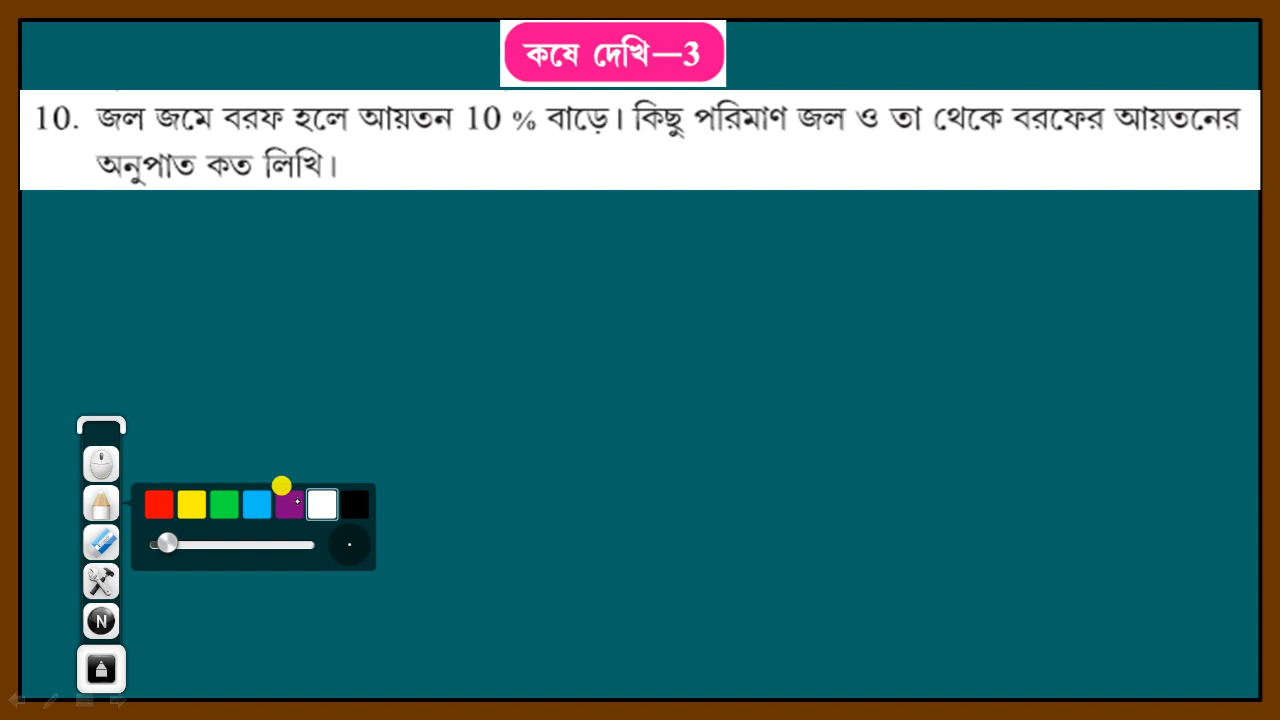 কষে দেখি—3
10. জল জমে বরফ হলে আয়তন 10 % বাড়ে। কিছু পরিমাণ জল ও তা থেকে বরফের আয়তনের
অনুপাত কত লিখি।
N